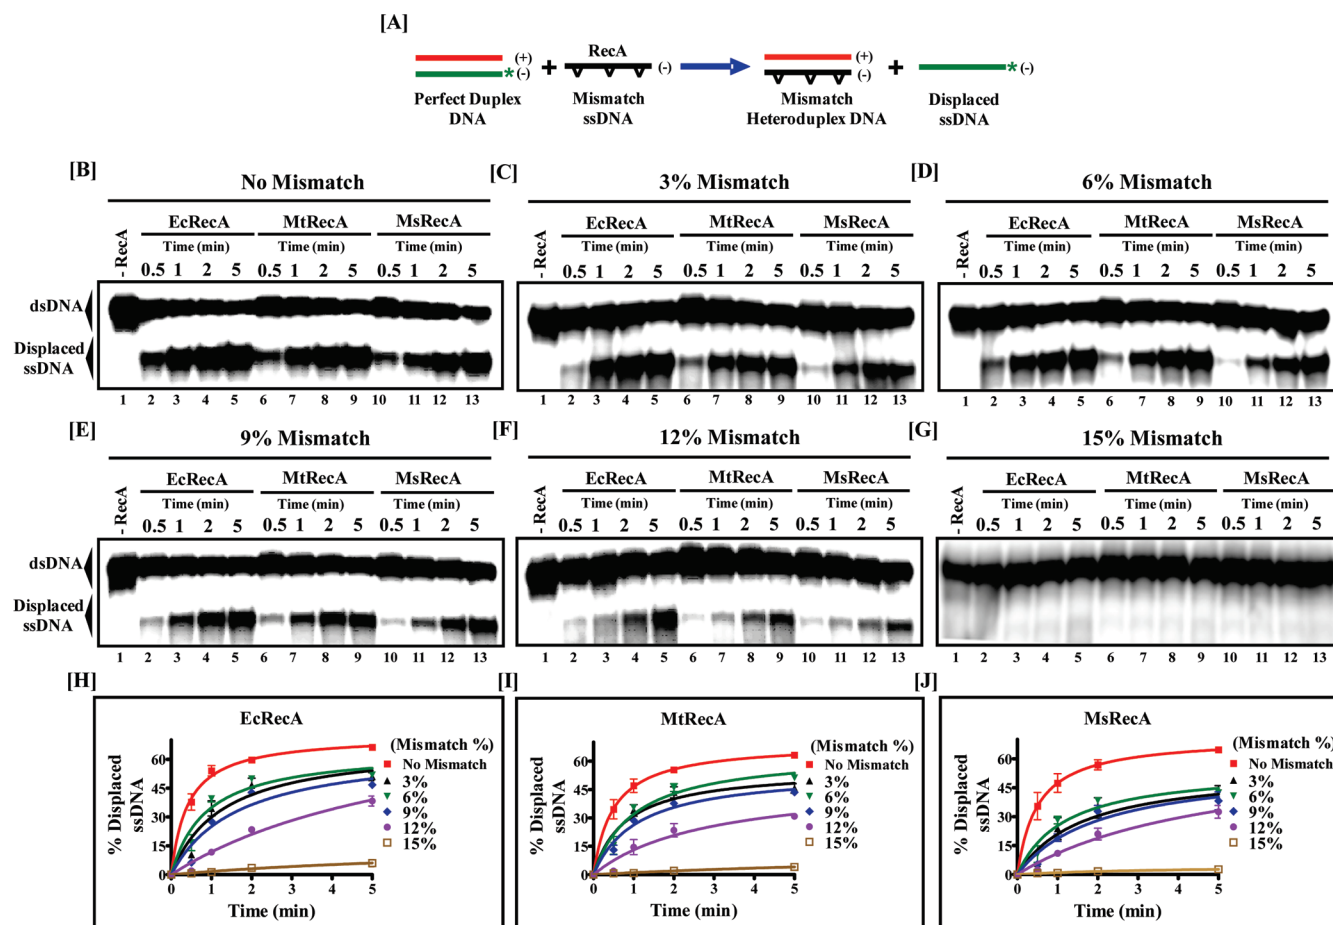 [A]
RecA
(+)
*(-)
+
(-)
(+)
(-)
+
*(-)
Perfect Duplex
DNA
Mismatch
ssDNA
Mismatch
Heteroduplex DNA
Displaced
ssDNA
[B]
No Mismatch
- RecA
EcRecA MtRecA MsRecA
Time (min) Time (min) Time (min)
0.5 1 2 5 0.5 1 2 5 0.5 1 2 5
dsDNA
Displaced
ssDNA
1 2 3 4 5 6 7 8 9 10 11 12 13
[C]
3% Mismatch
- RecA
EcRecA MtRecA MsRecA
Time (min) Time (min) Time (min)
0.5 1 2 5 0.5 1 2 5 0.5 1 2 5
1 2 3 4 5 6 7 8 9 10 11 12 13
[D]
6% Mismatch
- RecA
EcRecA MtRecA MsRecA
Time (min) Time (min) Time (min)
0.5 1 2 5 0.5 1 2 5 0.5 1 2 5
1 2 3 4 5 6 7 8 9 10 11 12 13
[E]
9% Mismatch
- RecA
EcRecA MtRecA MsRecA
Time (min) Time (min) Time (min)
0.5 1 2 5 0.5 1 2 5 0.5 1 2 5
dsDNA
Displaced
ssDNA
1 2 3 4 5 6 7 8 9 10 11 12 13
[F]
12% Mismatch
- RecA
EcRecA MtRecA MsRecA
Time (min) Time (min) Time (min)
0.5 1 2 5 0.5 1 2 5 0.5 1 2 5
1 2 3 4 5 6 7 8 9 10 11 12 13
[G]
15% Mismatch
- RecA
EcRecA MtRecA MsRecA
Time (min) Time (min) Time (min)
0.5 1 2 5 0.5 1 2 5 0.5 1 2 5
1 2 3 4 5 6 7 8 9 10 11 12 13
[H]
EcRecA
(Mismatch %)
No Mismatch
3%
6%
9%
12%
15%
% Displaced
ssDNA
60
45
30
15
0
0 1 2 3 4 5
Time (min)
[I]
MtRecA
(Mismatch %)
No Mismatch
3%
6%
9%
12%
15%
% Displaced
ssDNA
60
45
30
15
0
0 1 2 3 4 5
Time (min)
[J]
MsRecA
(Mismatch %)
No Mismatch
3%
6%
9%
12%
15%
% Displaced
ssDNA
60
45
30
15
0
0 1 2 3 4 5
Time (min)